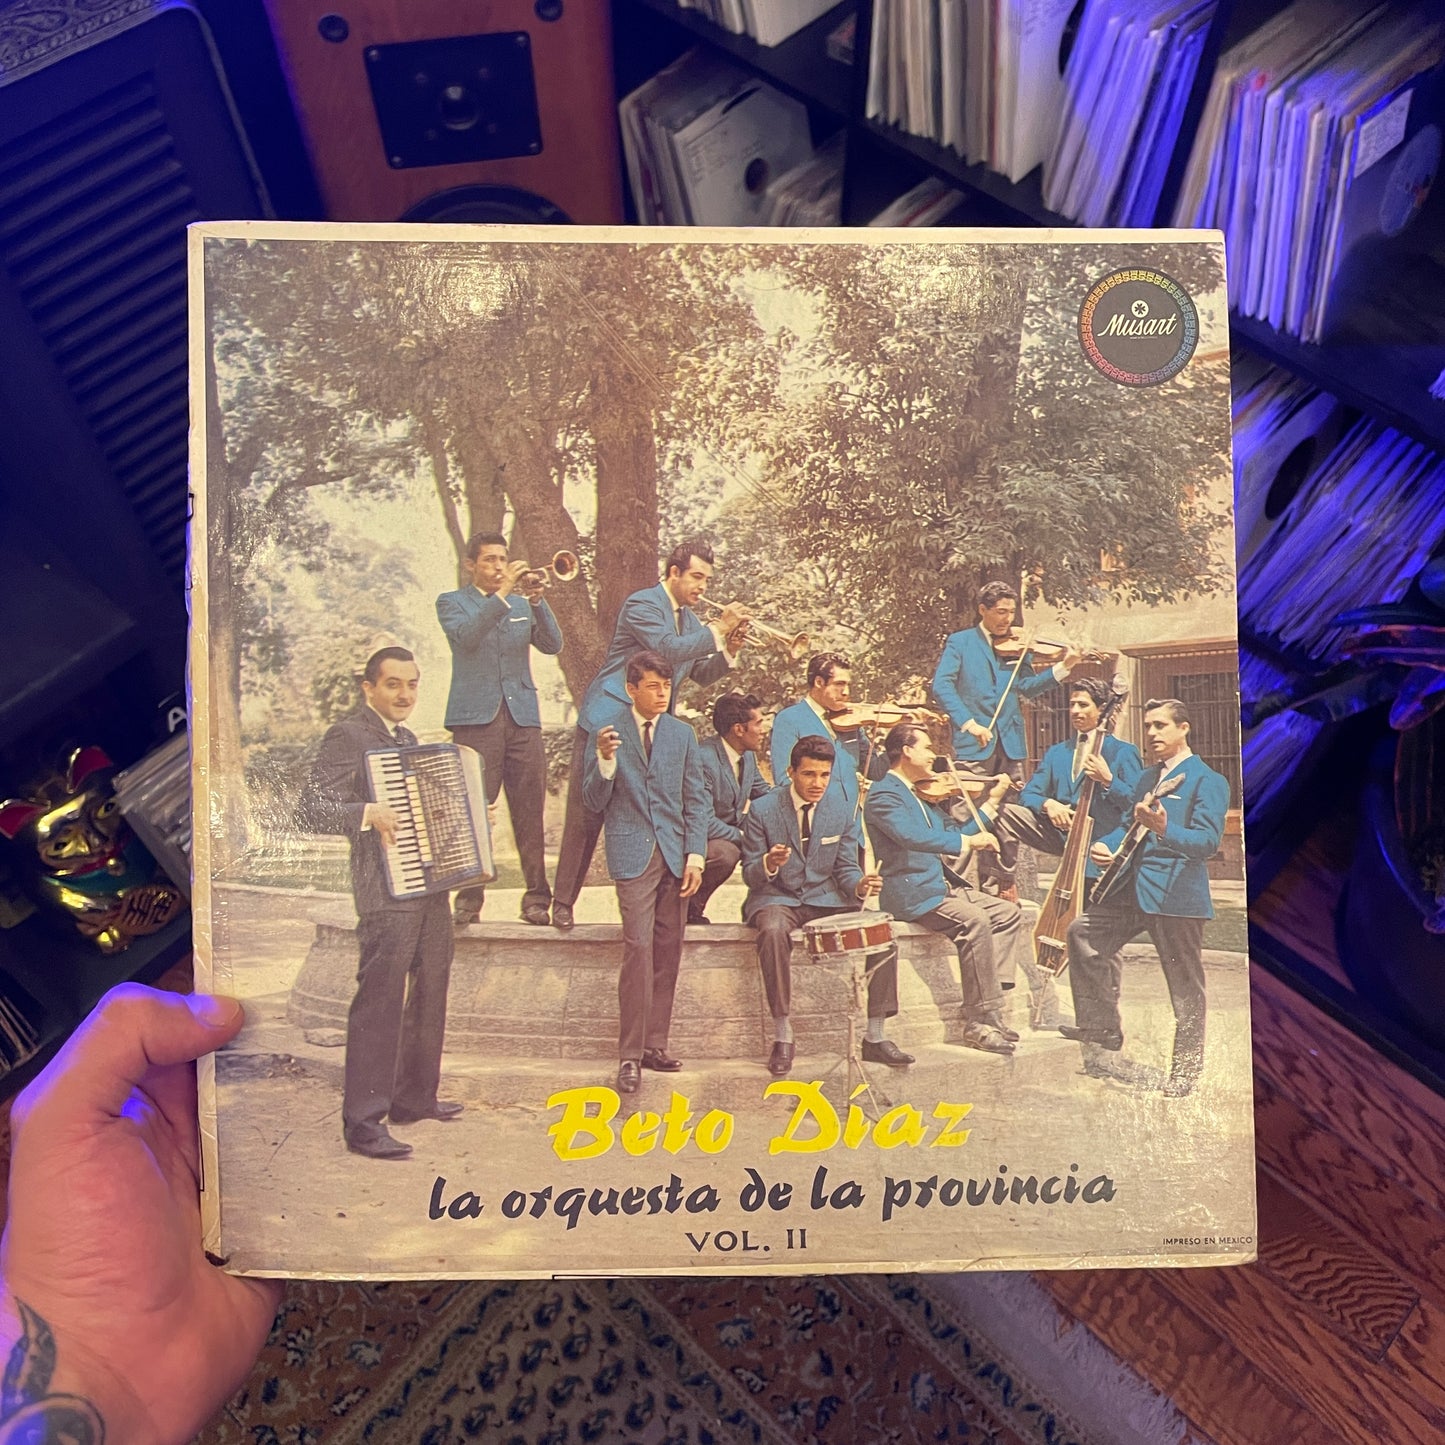 Musart
Beto Díaz
la orquesta de la provincia
VOL. II
IMPRESO EN MEXICO